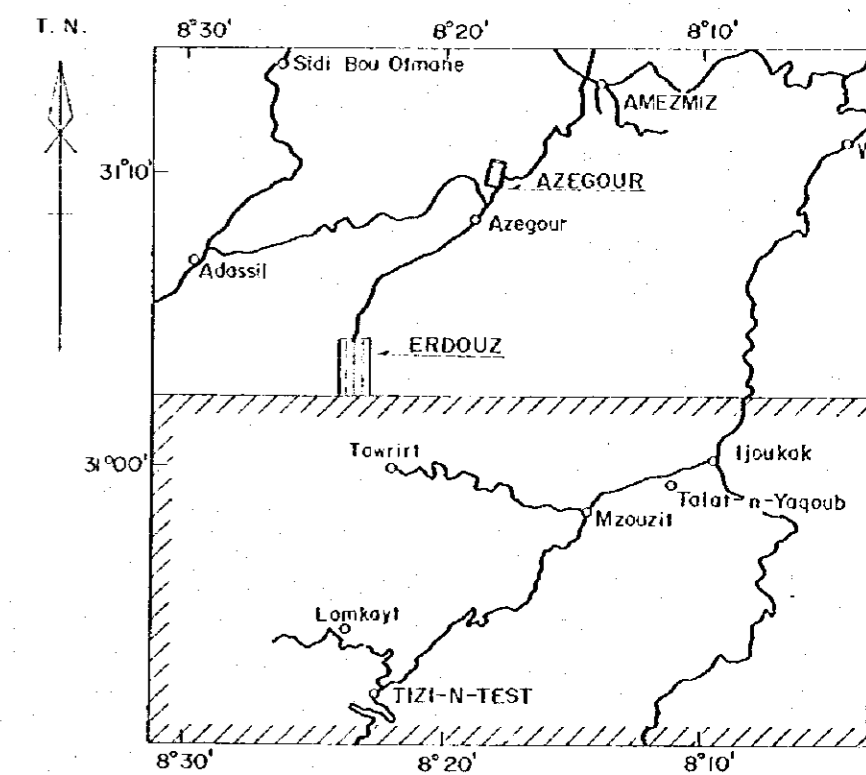 T. N.
8°30'
8°20'
8°10'
Sidi Bou Otmane
AMEZMIZ
31°10'
AZEGOUR
Azegour
Adassil
ERDOUZ
Tawrirt
Ijoukak
31°00'
Talat-n-Yaqoub
Mzouzit
Lomkayt
TIZI-N-TEST
8°30'
8°20'
8°10'